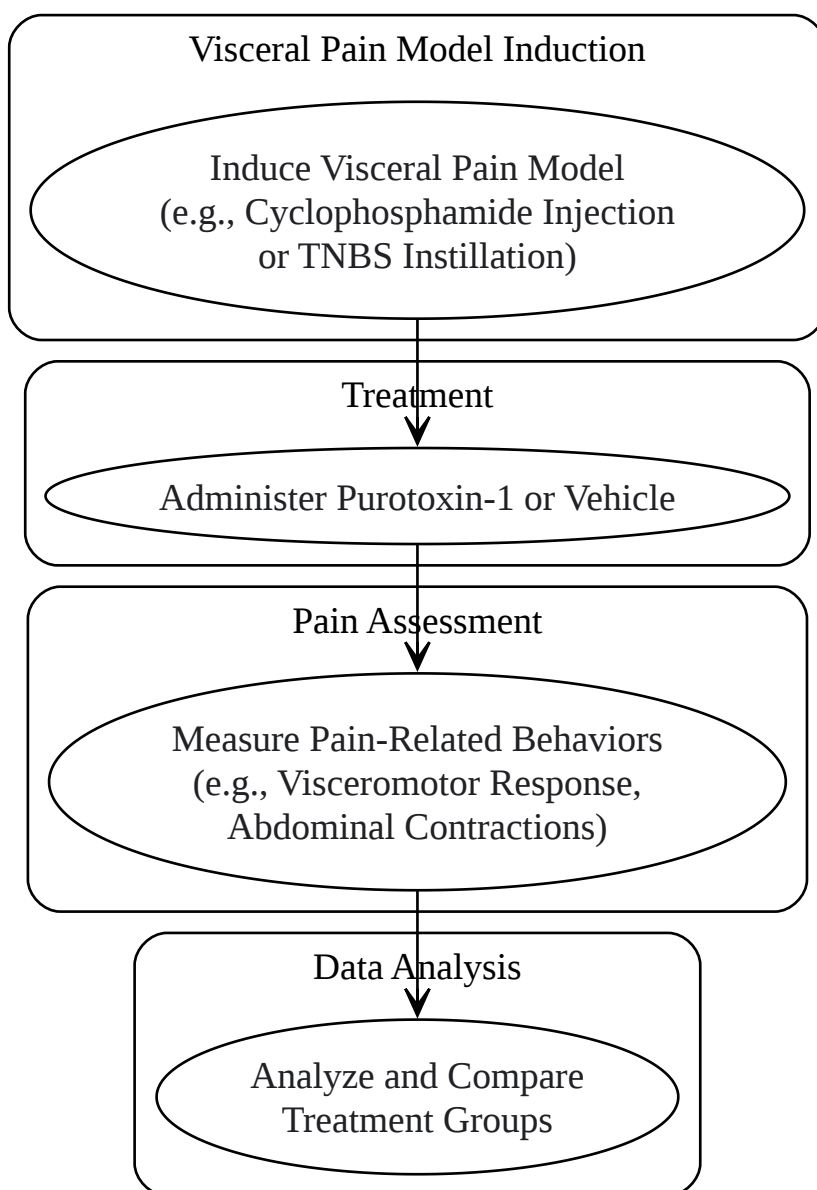 Visceral Pain Model Induction
Induce Visceral Pain Model
(e.g., Cyclophosphamide Injection
or TNBS Instillation)
Treatment
Administer Purotoxin-1 or Vehicle
Pain Assessment
Measure Pain-Related Behaviors
(e.g., Visceromotor Response,
Abdominal Contractions)
Data Analysis
Analyze and Compare
Treatment Groups